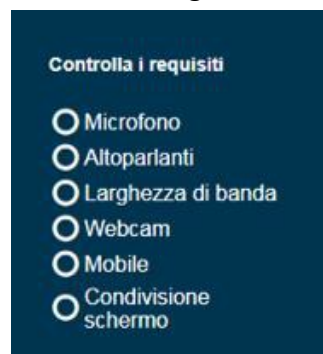 Controlla i requisiti
Microfono
Altoparlanti
Larghezza di banda
Webcam
Mobile
Condivisione
schermo